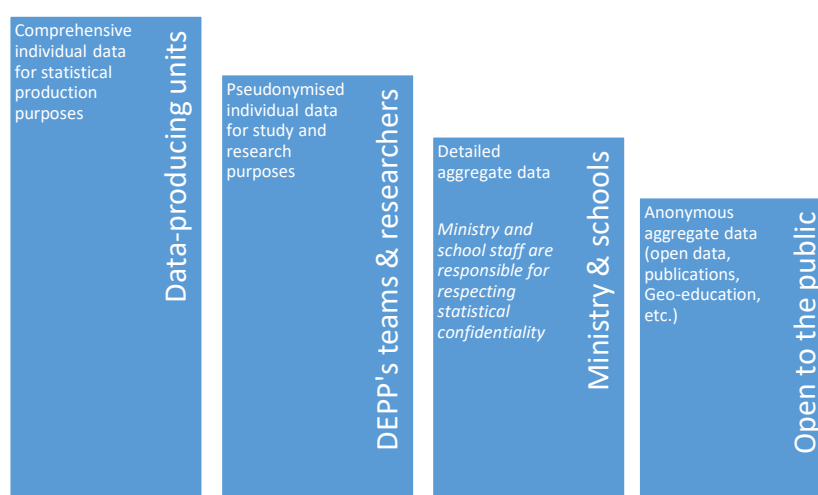 Comprehensive
individual data
for statistical
production
purposes
Data-producing units
Pseudonymised
individual data
for study and
research
purposes
DEPP's teams & researchers
Detailed
aggregate data
Ministry and
school staff are
responsible for
respecting
statistical
confidentiality
Ministry & schools
Anonymous
aggregate data
(open data,
publications,
Geo-education,
etc.)
Open to the public